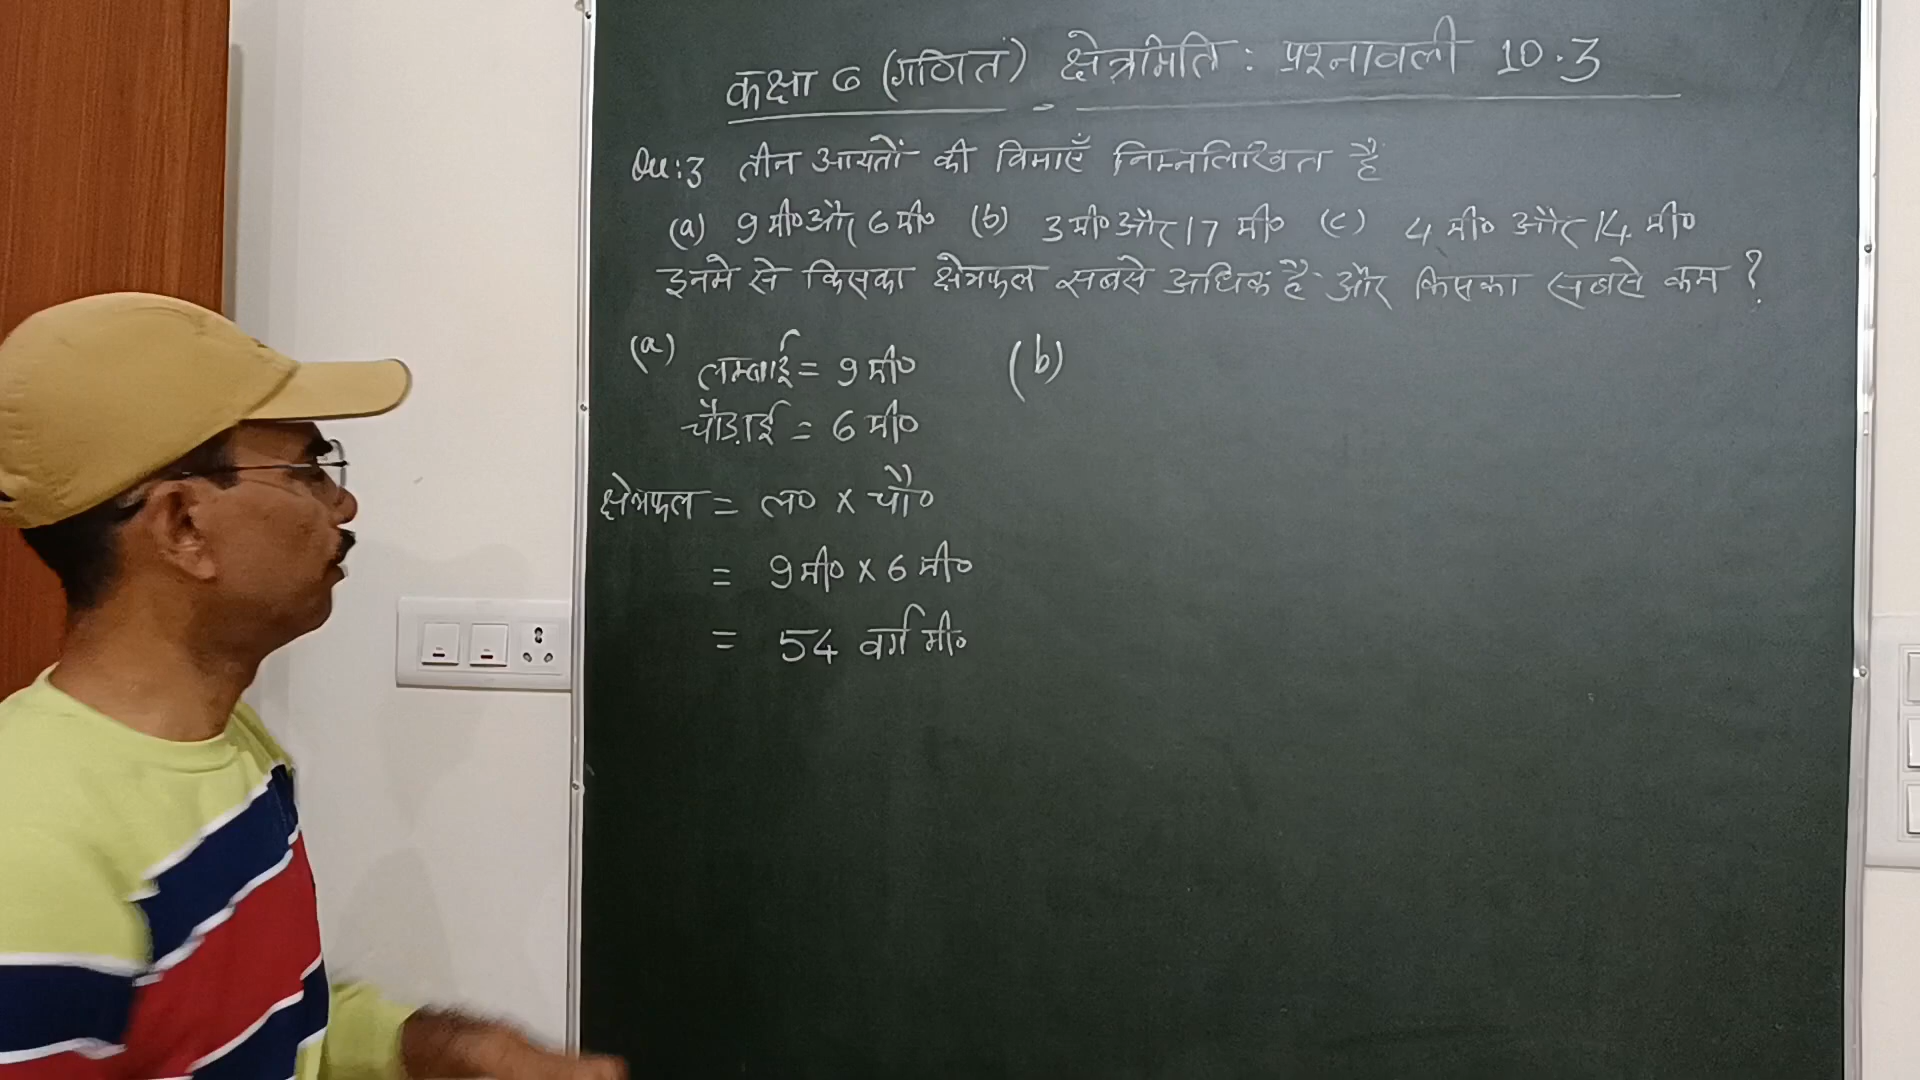 कक्षा 6 (गणित) क्षेत्रमिति : प्रश्नावली 10.3
Qu:3 तीन आयतों की विमाएँ निम्नलिखित हैं
(a) 9 मी० और 6 मी० (b) 3 मी० और 17 मी० (c) 4 मी० और 14 मी०
इनमे से किसका क्षेत्रफल सबसे अधिक है और किसका सबसे कम ?
(a) लम्बाई = 9 मी०
चौड़ाई = 6 मी०
क्षेत्रफल = ल० x चौ०
= 9 मी० x 6 मी०
= 54 वर्ग मी०
(b)